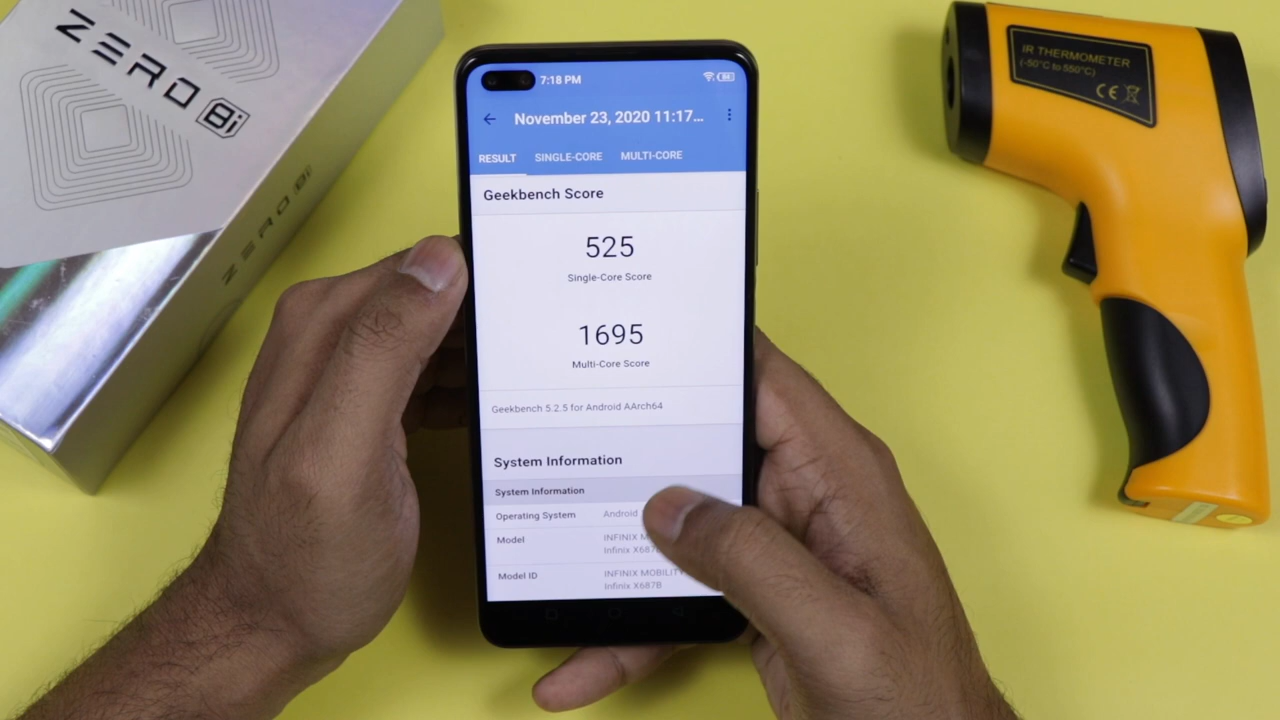 ZERO 8i
ZERO 8i
IR THERMOMETER
(-50°C to 550°C)
CE
7:18 PM
November 23, 2020 11:17...
RESULT SINGLE-CORE MULTI-CORE
Geekbench Score
525
Single-Core Score
1695
Multi-Core Score
Geekbench 5.2.5 for Android AArch64
System Information
System Information
Operating System Android
Model INFINIX
Infinix
Model ID INFINIX MOBILITY
Infinix X687B